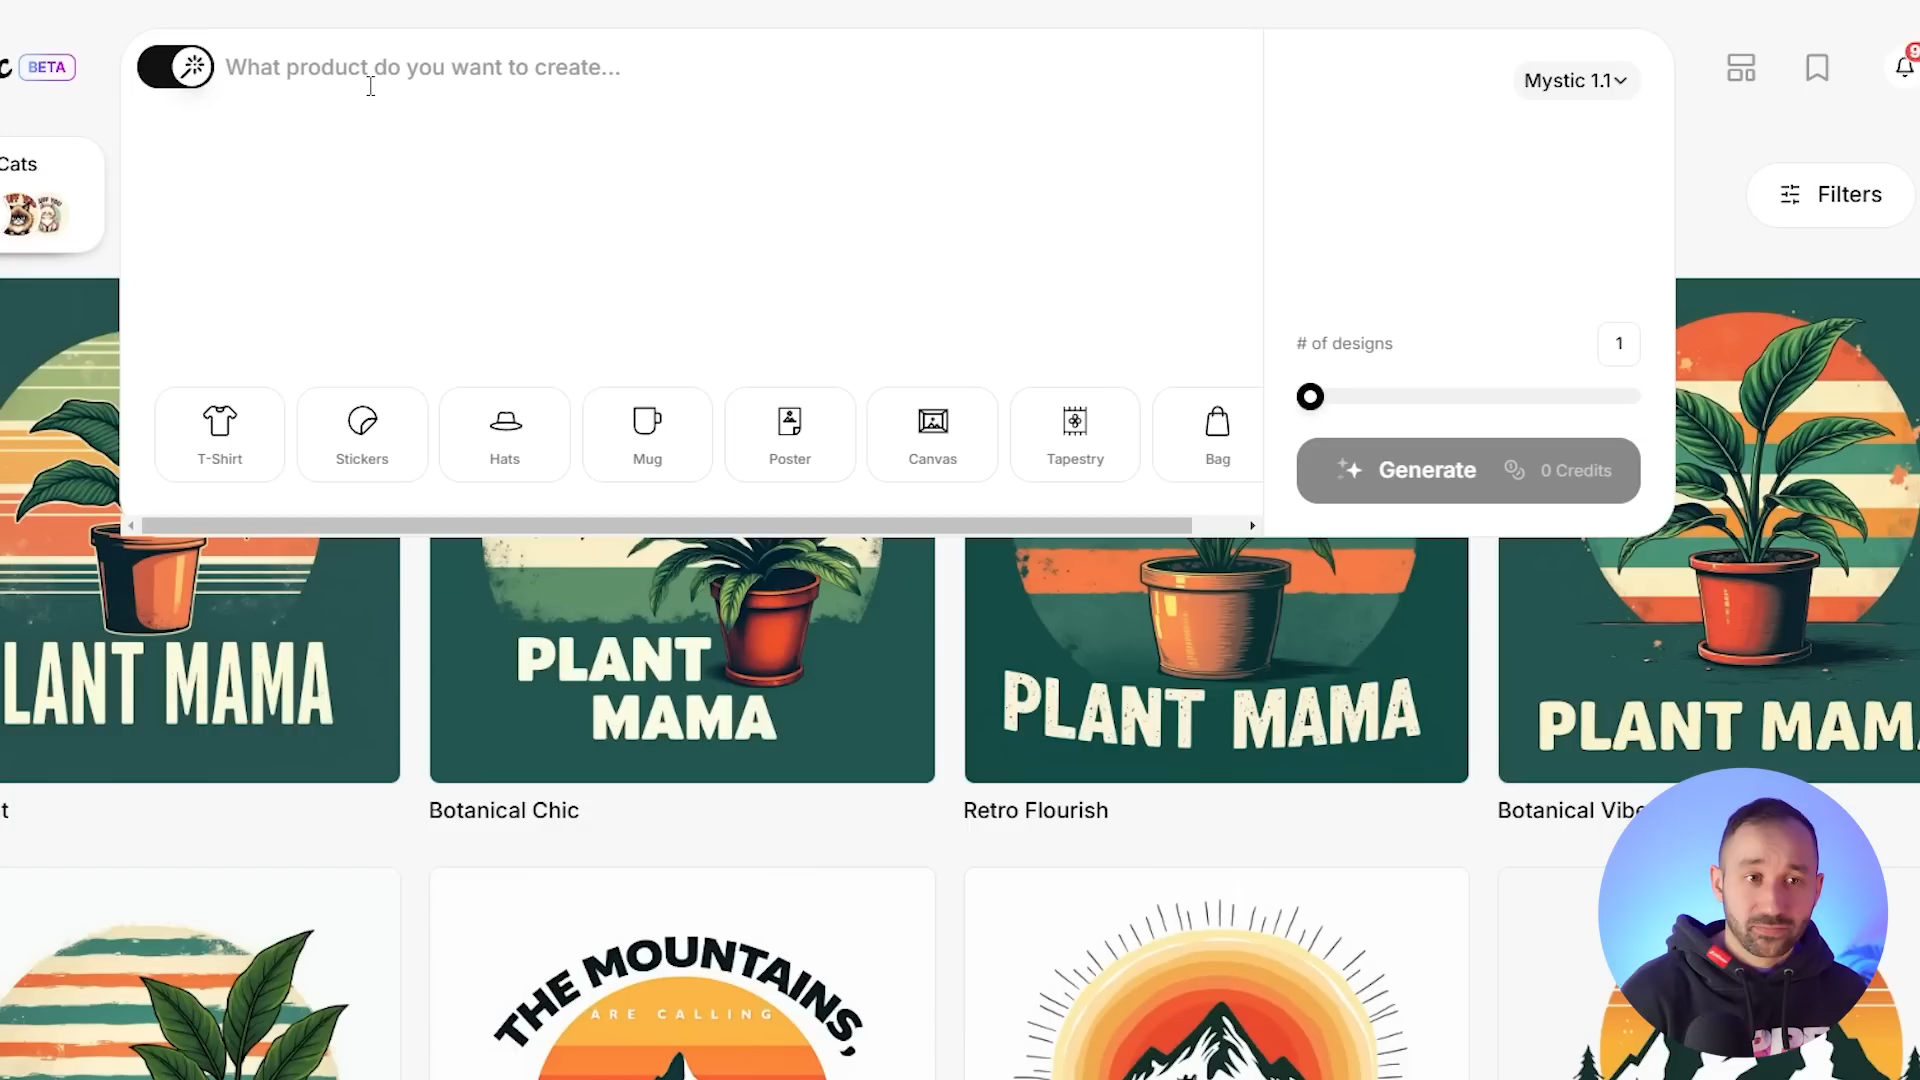 BETA
What product do you want to create...
Mystic 1.1
9
Cats
Filters
# of designs
1
T-Shirt
Stickers
Hats
Mug
Poster
Canvas
Tapestry
Bag
Generate
0 Credits
LANT MAMA
PLANT
MAMA
PLANT MAMA
PLANT MAM
t
Botanical Chic
Retro Flourish
Botanical Vib
THE MOUNTAINS,
ARE CALLING